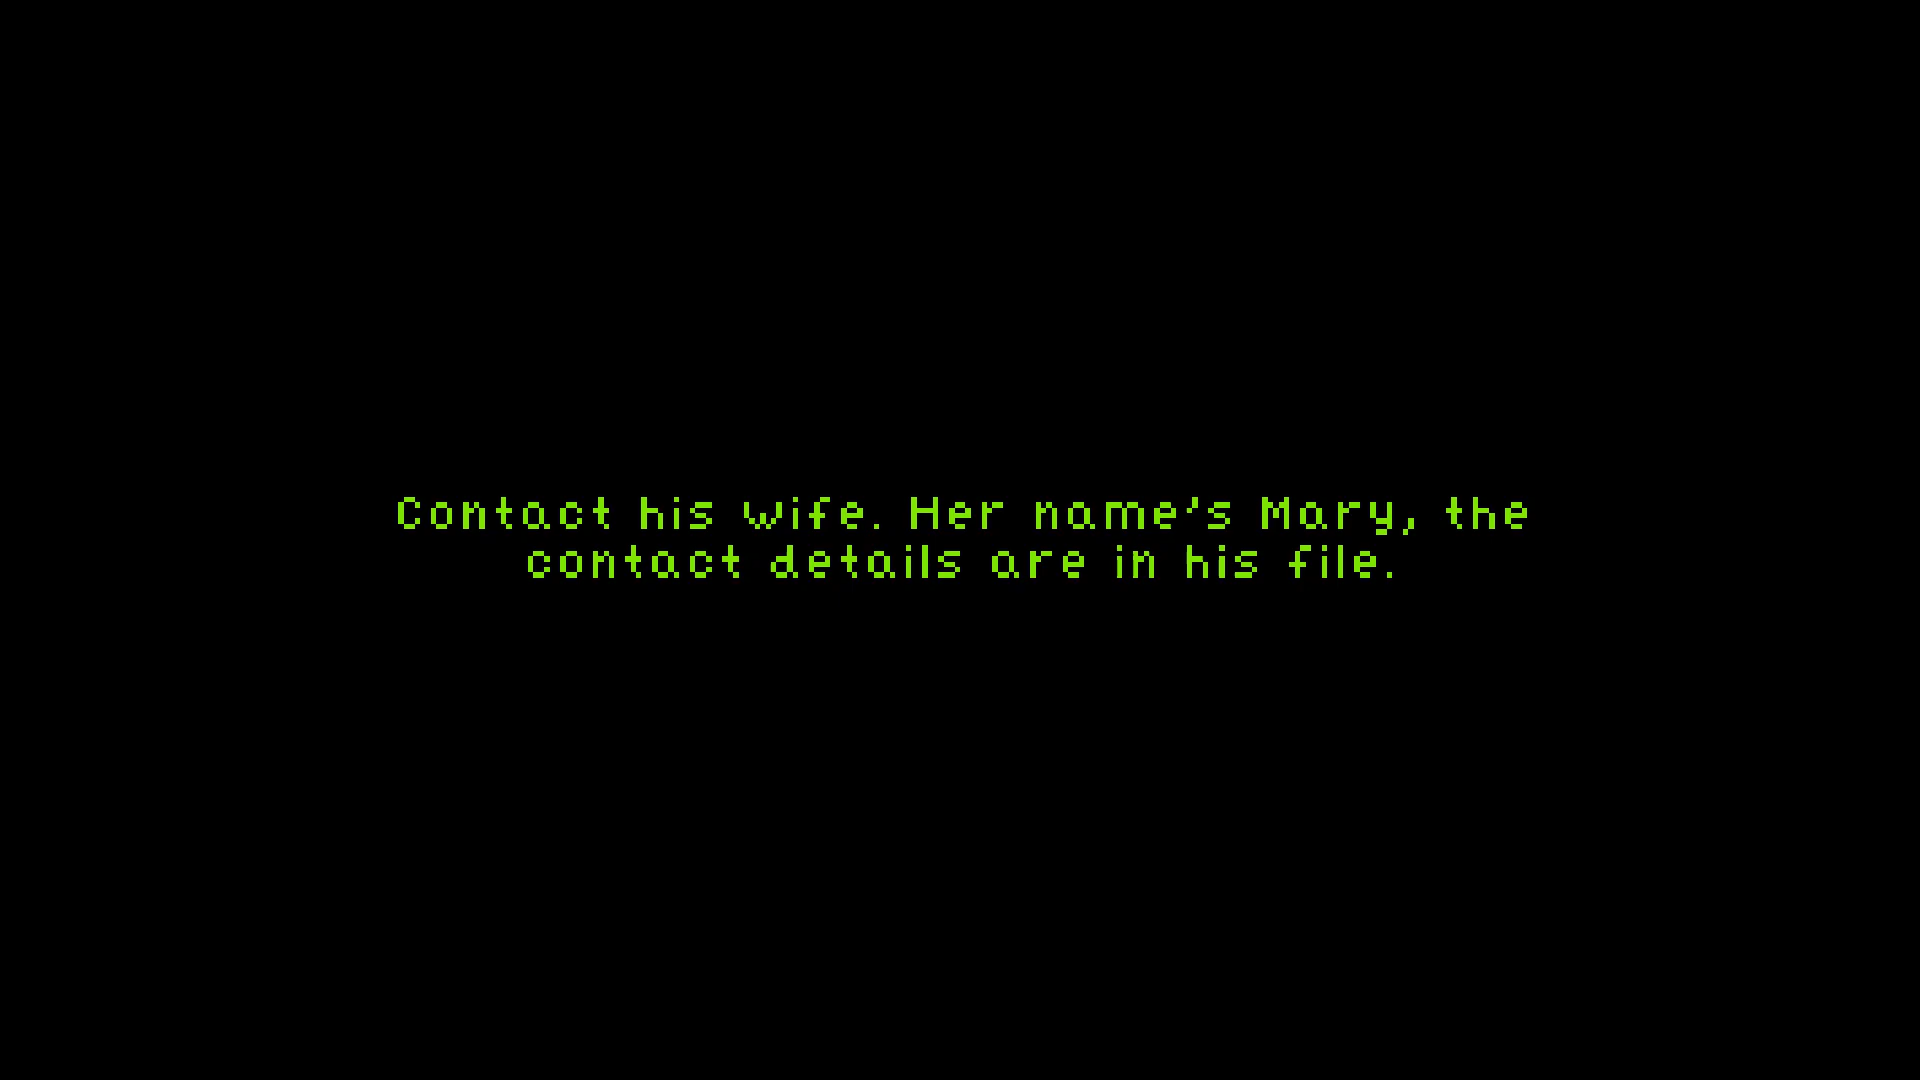 Contact his wife. Her name's Mary, the
contact details are in his file.